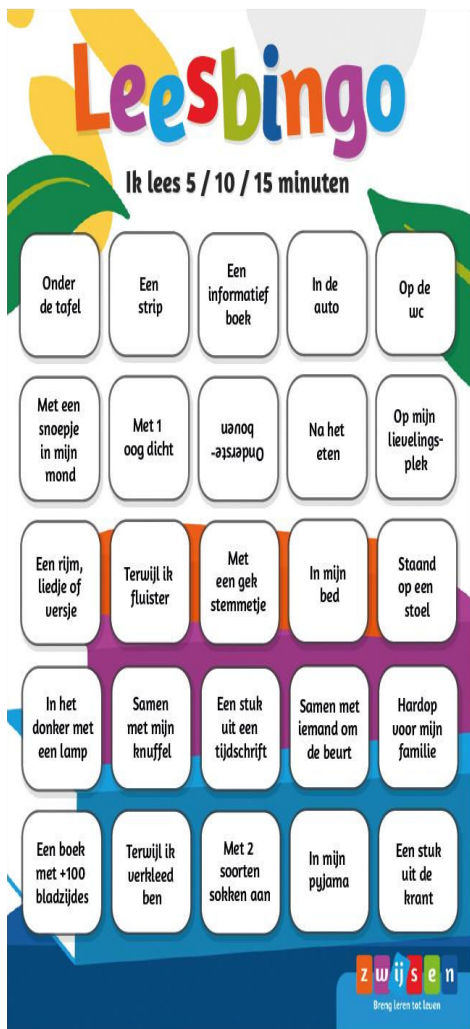 Leesbingo
Ik lees 5 / 10 / 15 minuten
Onder
de tafel
Een
strip
Een
informatief
boek
In de
auto
Op de
wc
Met een
snoepje
in mijn
mond
Met 1
oog dicht
Onderste-
boven
Na het
eten
Op mijn
lievelings-
plek
Een rijm,
liedje of
versje
Terwijl ik
fluister
Met
een gek
stemmetje
In mijn
bed
Staand
op een
stoel
In het
donker met
een lamp
Samen
met mijn
knuffel
Een stuk
uit een
tijdschrift
Samen met
iemand om
de beurt
Hardop
voor mijn
familie
Een boek
met +100
bladzijdes
Terwijl ik
verkleed
ben
Met 2
soorten
sokken aan
In mijn
pyjama
Een stuk
uit de
krant
zwijsen
Breng leren tot leven